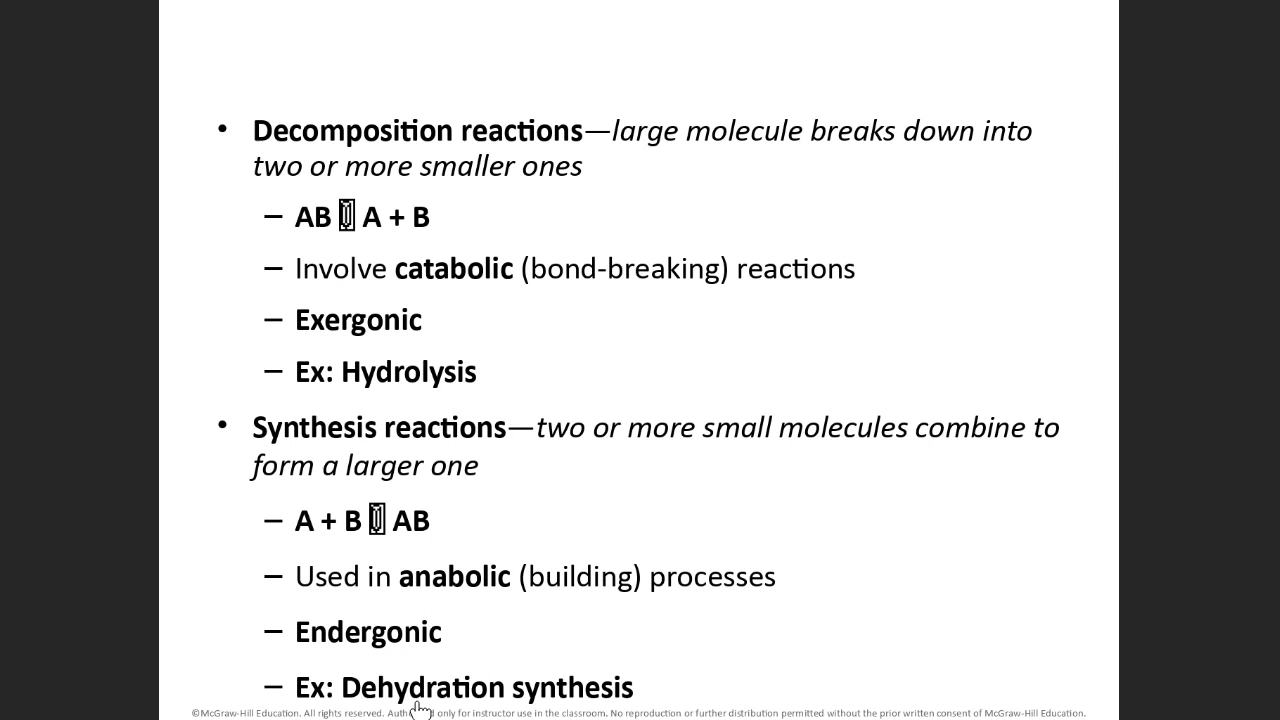 • Decomposition reactions—large molecule breaks down into
two or more smaller ones
– AB A + B
– Involve catabolic (bond-breaking) reactions
– Exergonic
– Ex: Hydrolysis
• Synthesis reactions—two or more small molecules combine to
form a larger one
– A + B AB
– Used in anabolic (building) processes
– Endergonic
– Ex: Dehydration synthesis
©McGraw-Hill Education. All rights reserved. only for instructor use in the classroom. No reproduction or further distribution permitted without the prior written consent of McGraw-Hill Education.